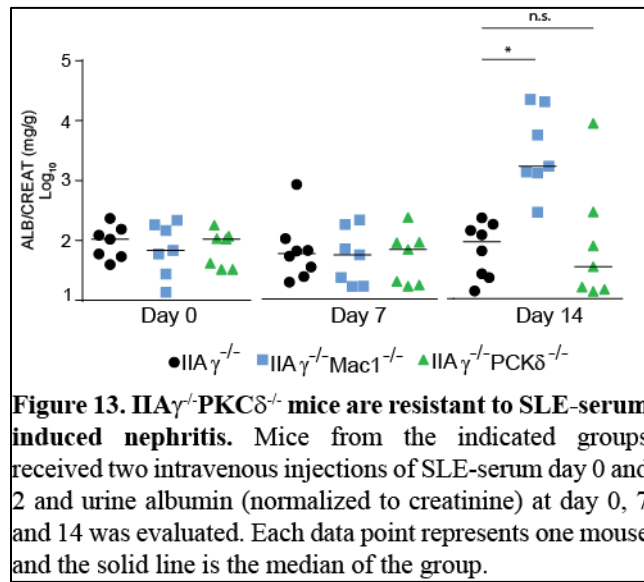 n.s.
*
5
4
3
2
1
ALB/CREAT (mg/g)
Log10
Day 0 Day 7 Day 14
IIA γ-/- IIA γ-/-Mac1-/- IIA γ-/-PCKδ-/-
Figure 13. IIAγ-/-PKCδ-/- mice are resistant to SLE-serum
induced nephritis. Mice from the indicated groups
received two intravenous injections of SLE-serum day 0 and
2 and urine albumin (normalized to creatinine) at day 0, 7
and 14 was evaluated. Each data point represents one mouse
and the solid line is the median of the group.